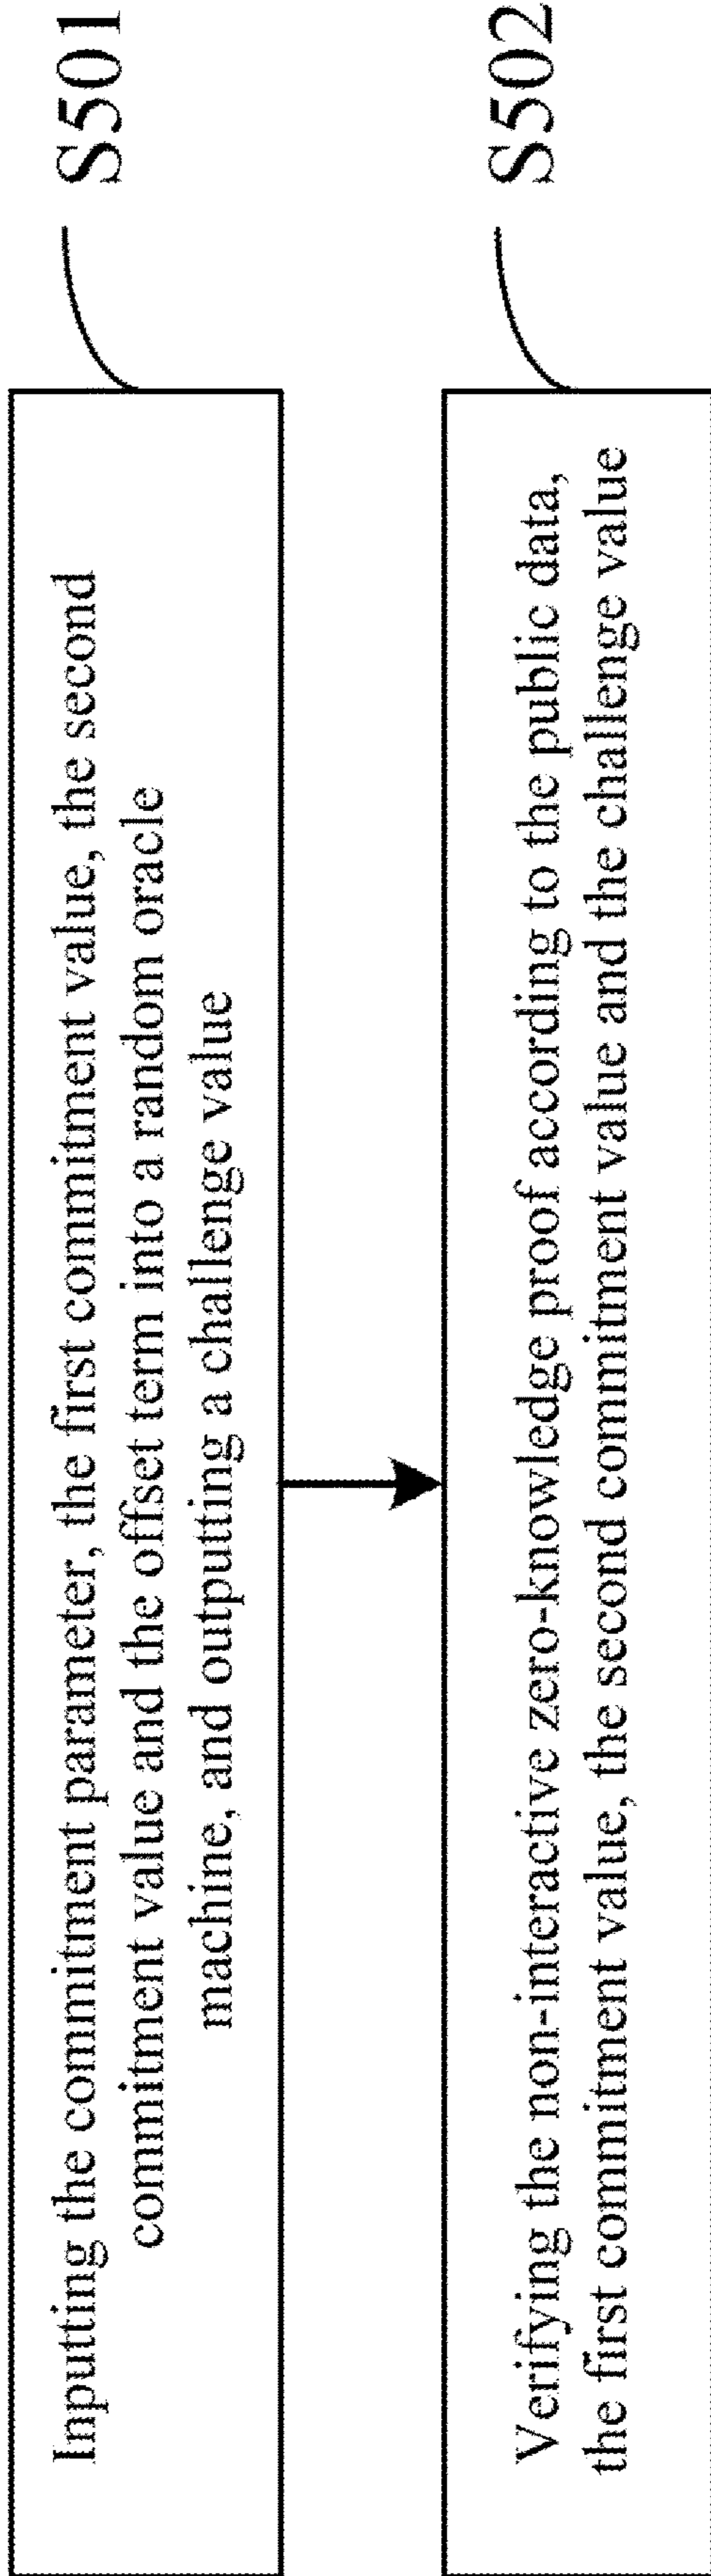 Inputting the commitment parameter, the first commitment value, the second
commitment value and the offset term into a random oracle
machine, and outputting a challenge value
S501
Verifying the non-interactive zero-knowledge proof according to the public data,
the first commitment value, the second commitment value and the challenge value
S502